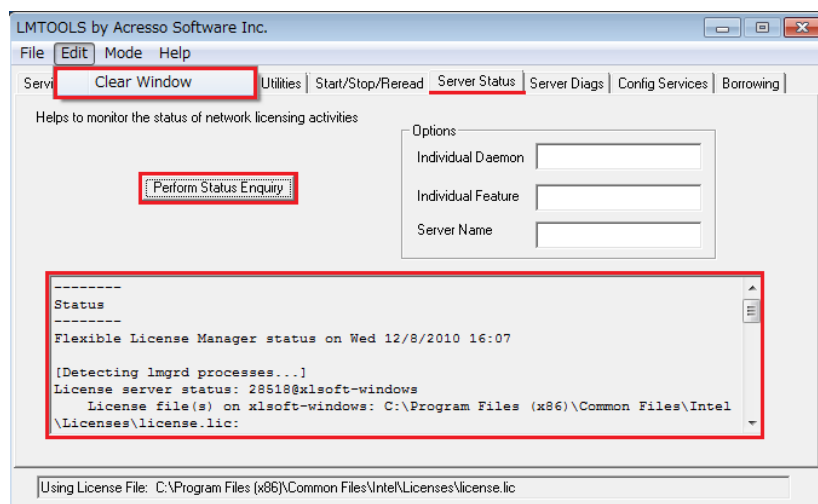 LMTOOLS by Acresso Software Inc.
File Edit Mode Help
Clear Window
Servi
Utilities
Start/Stop/Reread
Server Status
Server Diags
Config Services
Borrowing
Helps to monitor the status of network licensing activities
Options
Individual Daemon
Perform Status Enquiry
Individual Feature
Server Name
--------
Status
--------
Flexible License Manager status on Wed 12/8/2010 16:07
[Detecting lmgrd processes...]
License server status: 28518@xlsoft-windows
License file(s) on xlsoft-windows: C:\Program Files (x86)\Common Files\Intel
\Licenses\license.lic:
Using License File: C:\Program Files (x86)\Common Files\Intel\Licenses\license.lic